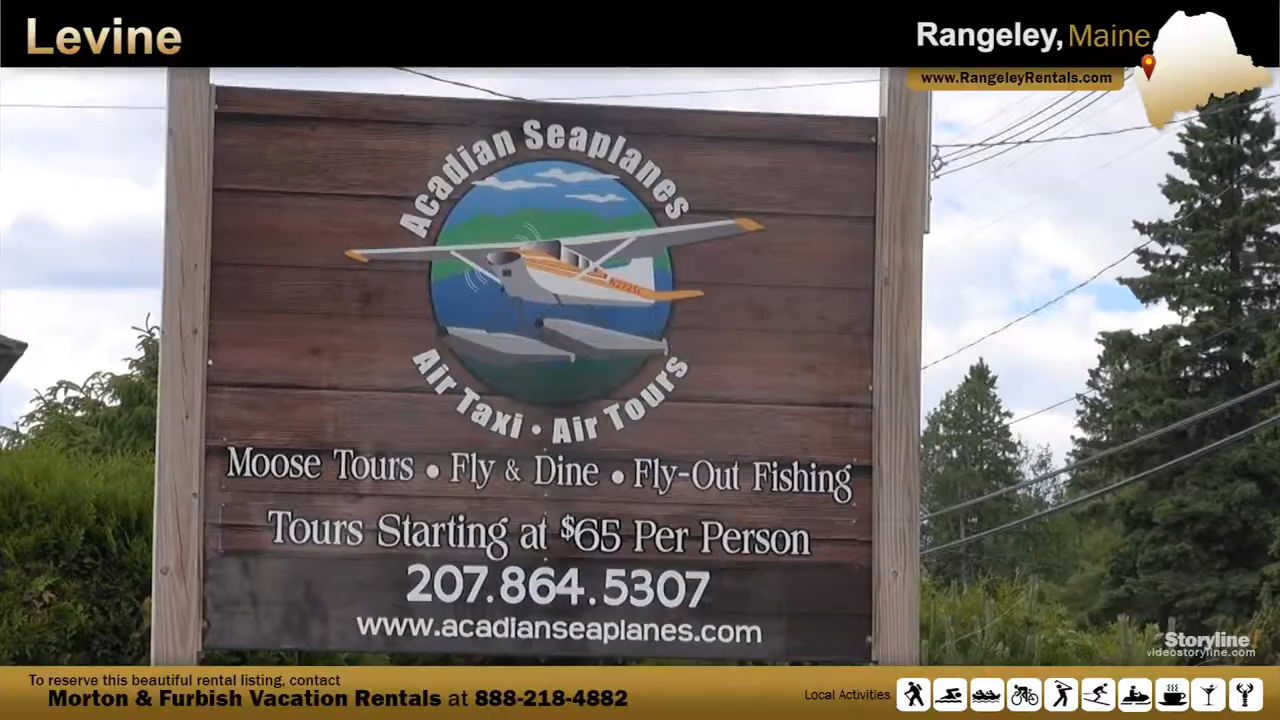 Levine
Rangeley, Maine
www.RangeleyRentals.com
Acadian Seaplanes
Air Taxi • Air Tours
Moose Tours • Fly & Dine • Fly-Out Fishing
Tours Starting at $65 Per Person
207.864.5307
www.acadianseaplanes.com
Storyline
videostoryline.com
To reserve this beautiful rental listing, contact
Morton & Furbish Vacation Rentals at 888-218-4882
Local Activities